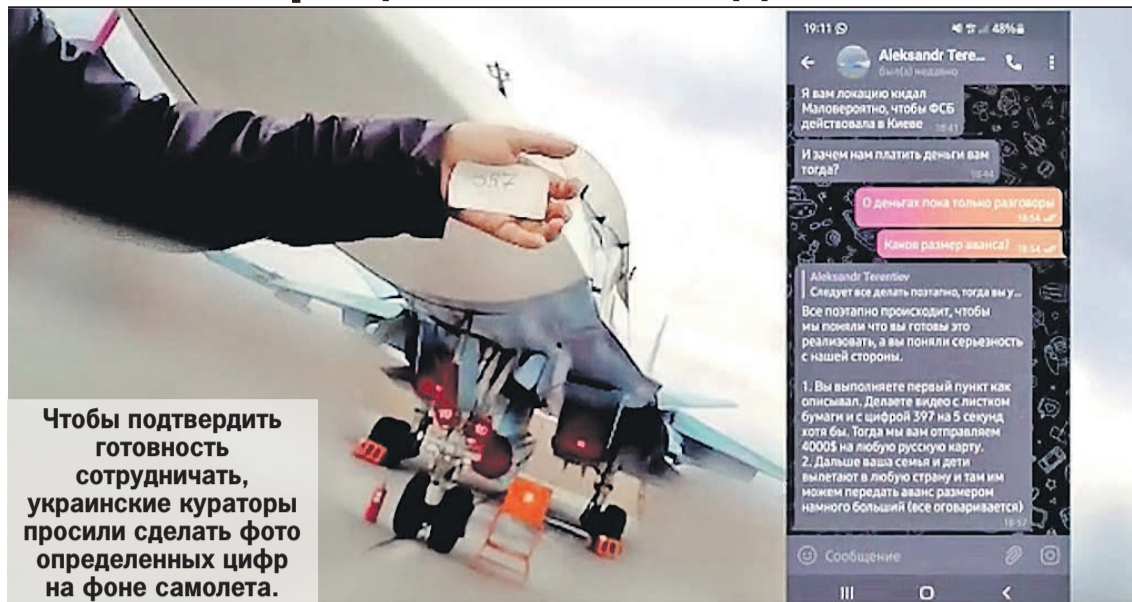 397
Чтобы подтвердить
готовность
сотрудничать,
украинские кураторы
просили сделать фото
определенных цифр
на фоне самолета.
19:11
48%
Aleksandr Tere...
был(а) недавно
Я вам локацию кидал
Маловероятно, чтобы ФСБ
действовала в Киеве 18:41
И зачем нам платить деньги вам
тогда?
18:44
О деньгах пока только разговоры
18:54
Каков размер аванса? 18:54
Aleksandr Terentiev
Следует все делать поэтапно, тогда вы у...
Все поэтапно происходит, чтобы
мы поняли что вы готовы это
реализовать, а вы поняли серьезность
с нашей стороны.
1. Вы выполняете первый пункт как
описывал. Делаете видео с листком
бумаги и с цифрой 397 на 5 секунд
хотя бы. Тогда мы вам отправляем
4000$ на любую русскую карту.
2. Дальше ваша семья и дети
вылетают в любую страну и там им
можем передать аванс размером
намного больший (все оговаривается)
18:57
Сообщение